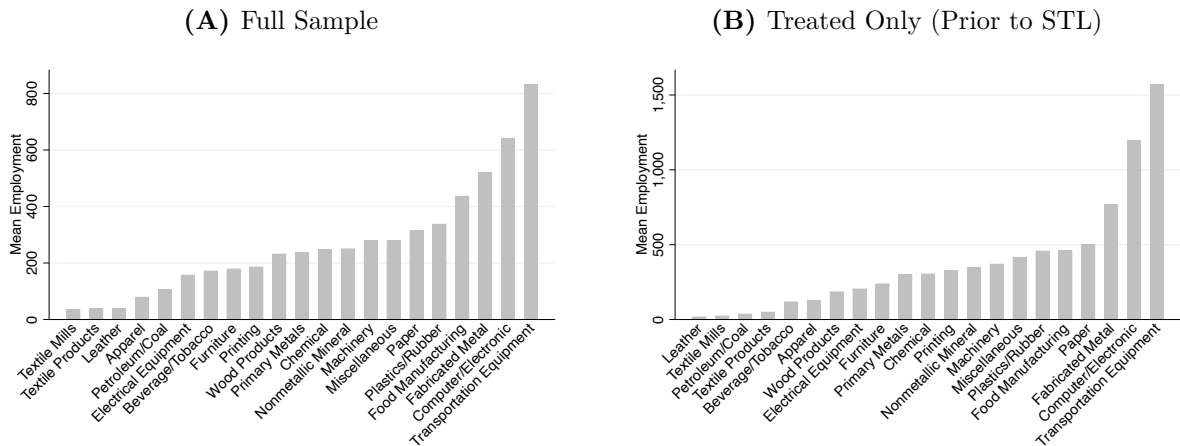 (A) Full Sample
Mean Employment
800
600
400
200
0
Textile Mills
Textile Products
Leather
Apparel
Petroleum/Coal
Electrical Equipment
Beverage/Tobacco
Furniture
Printing
Wood Products
Primary Metals
Chemical
Nonmetallic Mineral
Machinery
Miscellaneous
Paper
Plastics/Rubber
Food Manufacturing
Fabricated Metal
Computer/Electronic
Transportation Equipment
(B) Treated Only (Prior to STL)
Mean Employment
1,500
1,000
500
0
Leather
Textile Mills
Petroleum/Coal
Textile Products
Beverage/Tobacco
Apparel
Wood Products
Electrical Equipment
Furniture
Primary Metals
Chemical
Printing
Nonmetallic Mineral
Machinery
Miscellaneous
Plastics/Rubber
Food Manufacturing
Paper
Fabricated Metal
Computer/Electronic
Transportation Equipment